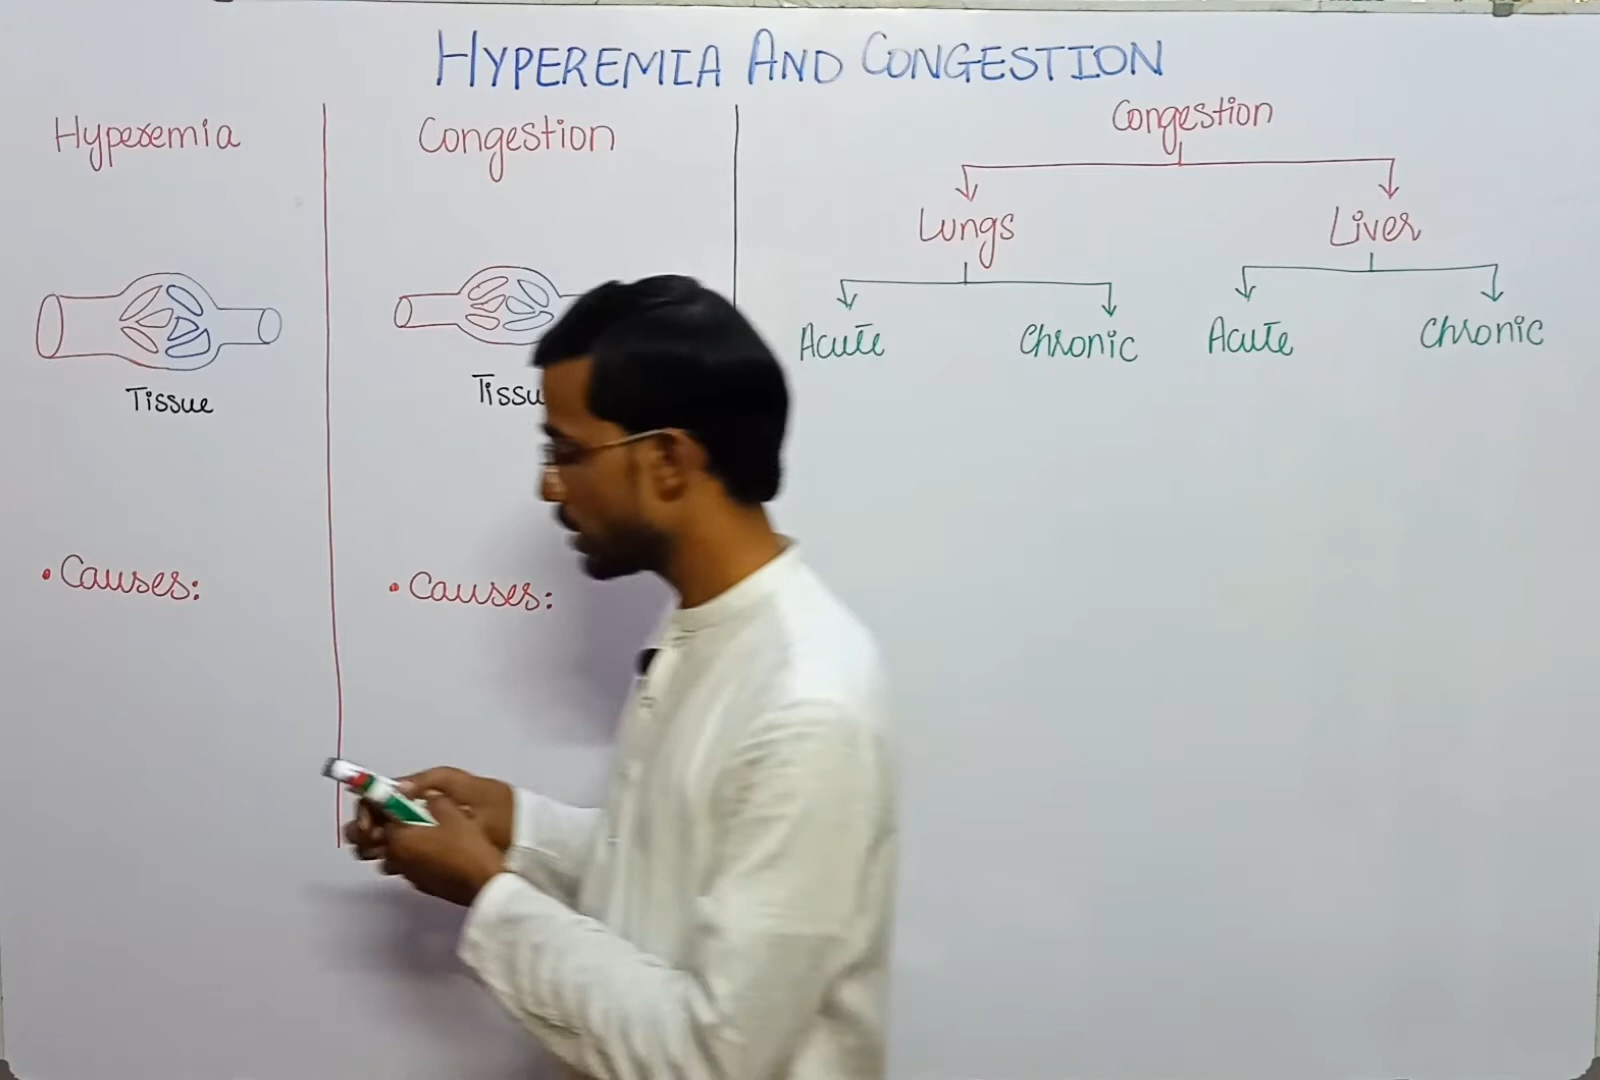 HYPEREMIA AND CONGESTION
Hyperemia
Tissue
• Causes:
Congestion
• Causes:
Congestion
Lungs
Liver
Acute
Chronic
Acute
Chronic